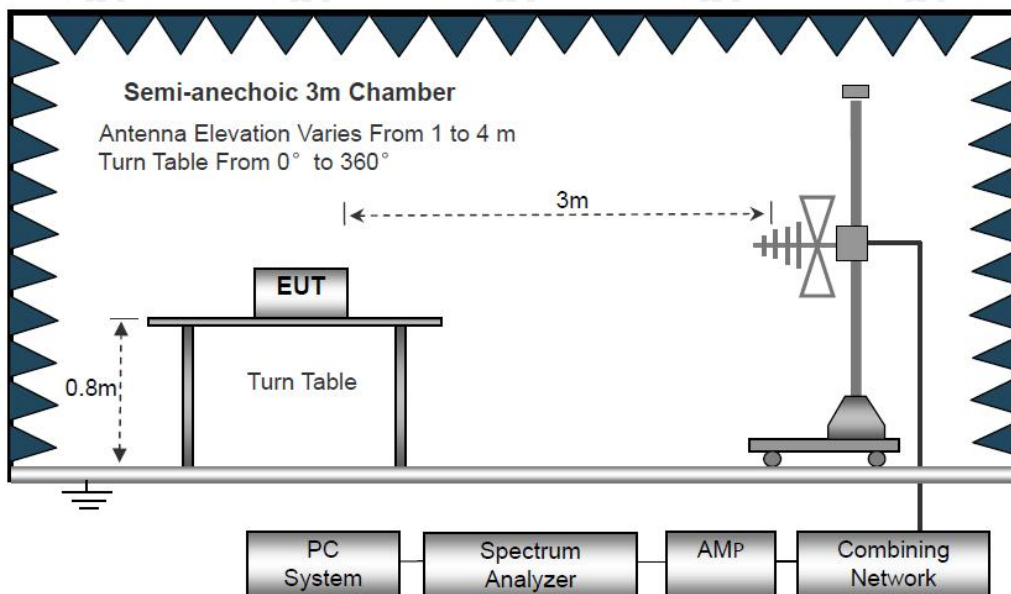 Semi-anechoic 3m Chamber
Antenna Elevation Varies From 1 to 4 m
Turn Table From 0° to 360°
3m
EUT
0.8m
Turn Table
PC
System
Spectrum
Analyzer
AMP
Combining
Network